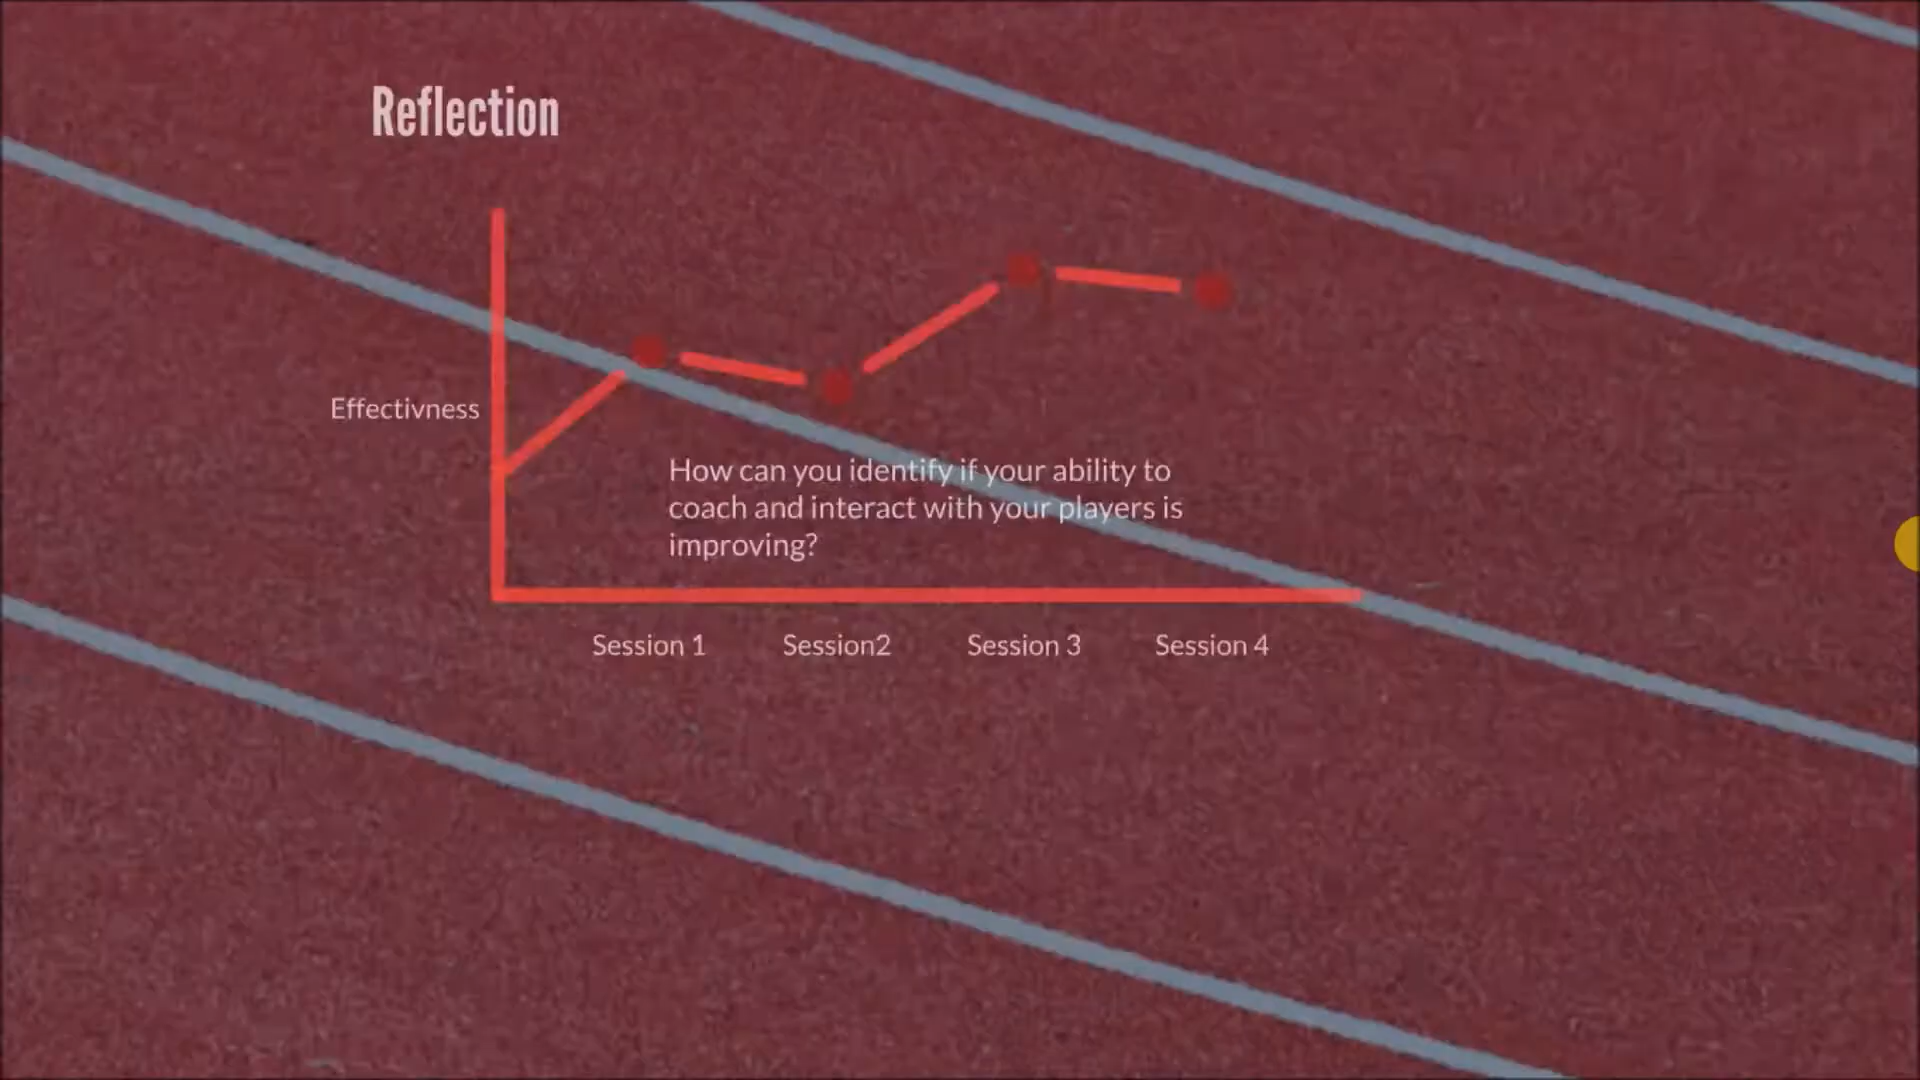 Reflection
Effectivness
How can you identify if your ability to
coach and interact with your players is
improving?
Session 1
Session2
Session 3
Session 4